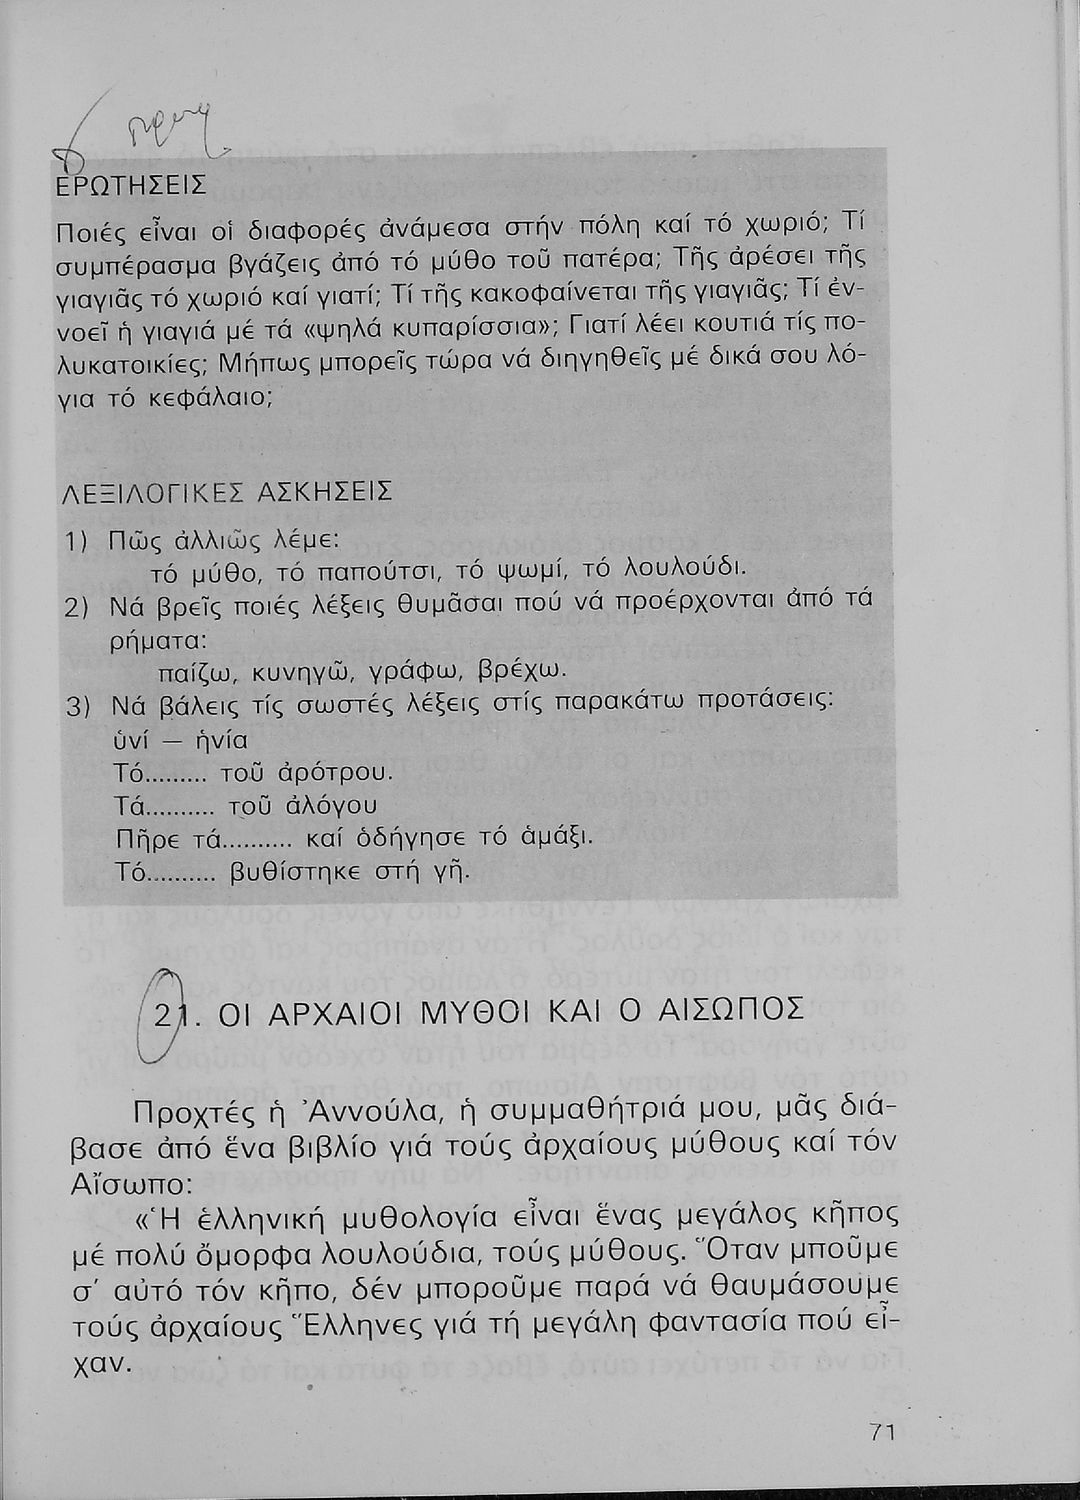 ΕΡΩΤΗΣΕΙΣ
Ποιές εἶναι οἱ διαφορές ἀνάμεσα στήν πόλη καί τό χωριό; Τί
συμπέρασμα βγάζεις ἀπό τό μύθο τοῦ πατέρα; Τῆς ἀρέσει τῆς
γιαγιᾶς τό χωριό καί γιατί; Τί τῆς κακοφαίνεται τῆς γιαγιᾶς; Τί ἐν-
νοεῖ ἡ γιαγιά μέ τά «ψηλά κυπαρίσσια»; Γιατί λέει κουτιά τίς πο-
λυκατοικίες; Μήπως μπορεῖς τώρα νά διηγηθεῖς μέ δικά σου λό-
για τό κεφάλαιο;
ΛΕΞΙΛΟΓΙΚΕΣ ΑΣΚΗΣΕΙΣ
1) Πῶς ἀλλιῶς λέμε:
τό μύθο, τό παπούτσι, τό ψωμί, τό λουλούδι.
2) Νά βρεῖς ποιές λέξεις θυμᾶσαι πού νά προέρχονται ἀπό τά
ρήματα:
παίζω, κυνηγῶ, γράφω, βρέχω.
3) Νά βάλεις τίς σωστές λέξεις στίς παρακάτω προτάσεις:
ὑνί — ἡνία
Τό......... τοῦ ἀρότρου.
Τά.......... τοῦ ἀλόγου
Πῆρε τά.......... καί ὁδήγησε τό ἁμάξι.
Τό.......... βυθίστηκε στή γῆ.
21. ΟΙ ΑΡΧΑΙΟΙ ΜΥΘΟΙ ΚΑΙ Ο ΑΙΣΩΠΟΣ
Προχτές ἡ Ἀννούλα, ἡ συμμαθήτριά μου, μᾶς διά-
βασε ἀπό ἕνα βιβλίο γιά τούς ἀρχαίους μύθους καί τόν
Αἴσωπο:
«Ἡ ἑλληνική μυθολογία εἶναι ἕνας μεγάλος κῆπος
μέ πολύ ὄμορφα λουλούδια, τούς μύθους. Ὅταν μποῦμε
σ' αὐτό τόν κῆπο, δέν μποροῦμε παρά νά θαυμάσουμε
τούς ἀρχαίους Ἕλληνες γιά τή μεγάλη φαντασία πού εἶ-
χαν.
71